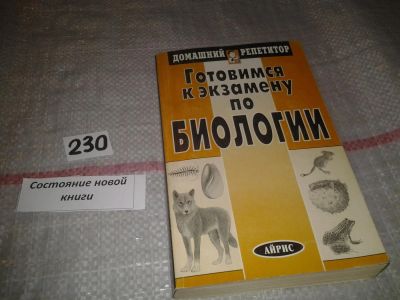 ДОМАШНИЙ РЕПЕТИТОР
ГОТОВИМСЯ
К ЭКЗАМЕНУ
ПО
БИОЛОГИИ
АЙРИС
230
Состояние новой
книги